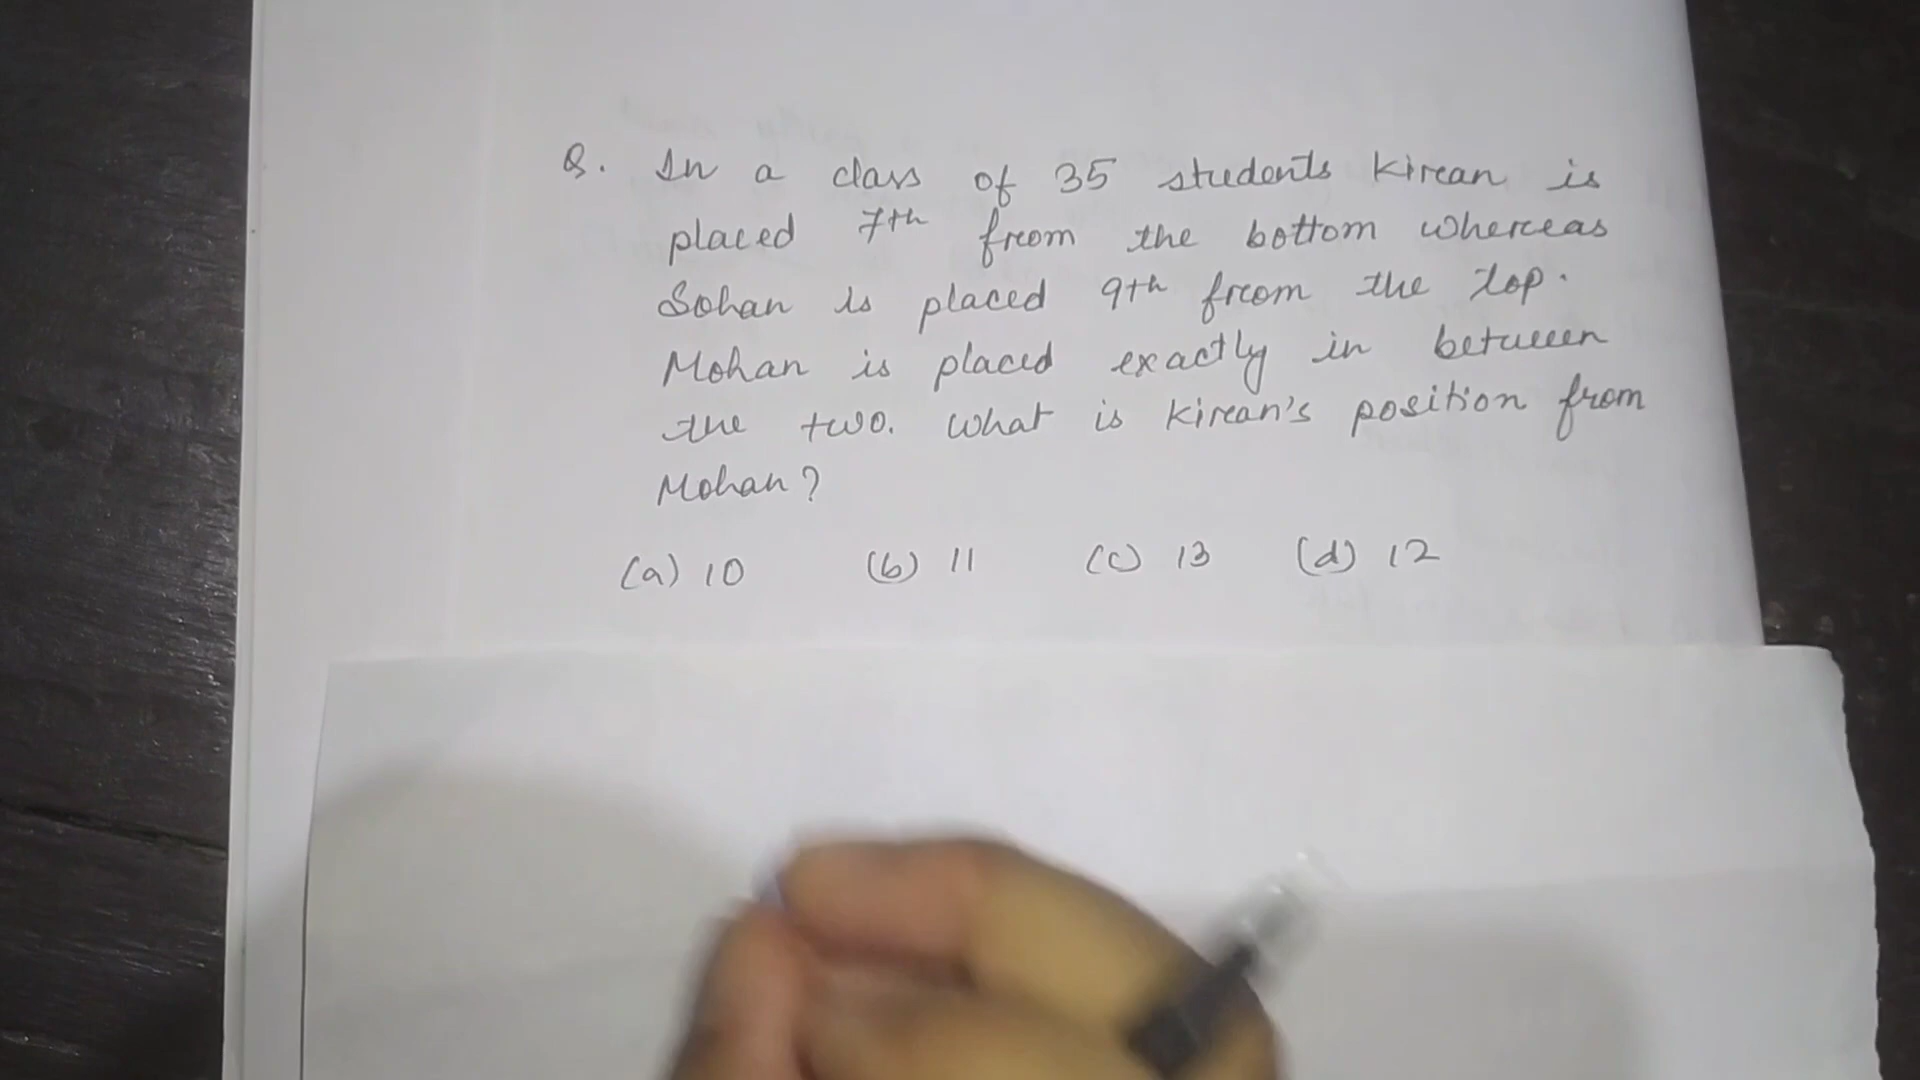 Q. In a class of 35 students Kiran is
placed 7th from the bottom whereas
Sohan is placed 9th from the top.
Mohan is placed exactly in between
the two. What is Kiran's position from
Mohan?
(a) 10 (b) 11 (c) 13 (d) 12